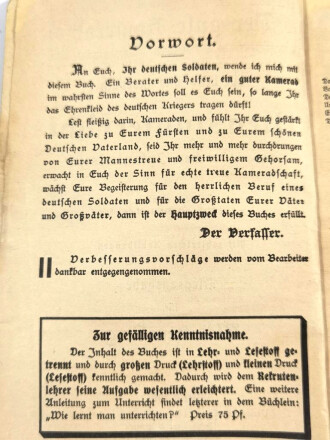 Vorwort.
An Euch, Ihr deutschen Soldaten, wende ich mich mit
diesem Buch. Ein Berater und Helfer, ein guter Kamerad
im wahrsten Sinne des Wortes soll es Euch sein, so lange Ihr
das Ehrenkleid des deutschen Kriegers tragen dürft!
Lest fleißig darin, Kameraden, und fühlt Ihr Euch gestärkt
in der Liebe zu Eurem Fürsten und zu Eurem schönen
Deutschen Vaterland, seid Ihr mehr und mehr durchdrungen
von Eurer Mannestreue und freiwilligem Gehorsam,
erwacht in Euch der Sinn für echte treue Kameradschaft,
wächst Eure Begeisterung für den herrlichen Beruf eines
deutschen Soldaten und für die Großtaten Eurer Väter
und Großväter, dann ist der Hauptzweck dieses Buches erfüllt.
Der Verfasser.
Verbesserungsvorschläge werden vom Bearbeiter
dankbar entgegengenommen.
Zur gefälligen Kenntnisnahme.
Der Inhalt des Buches ist in Lehr- und Lesestoff ge-
trennt und durch großen Druck (Lehrstoff) und kleinen Druck
(Lesestoff) kenntlich gemacht. Dadurch wird dem Rekruten-
lehrer seine Aufgabe wesentlich erleichtert. Eine weitere
Anleitung zum Unterricht findet letzterer in dem Büchlein:
„Wie lernt man unterrichten?“ Preis 75 Pf.